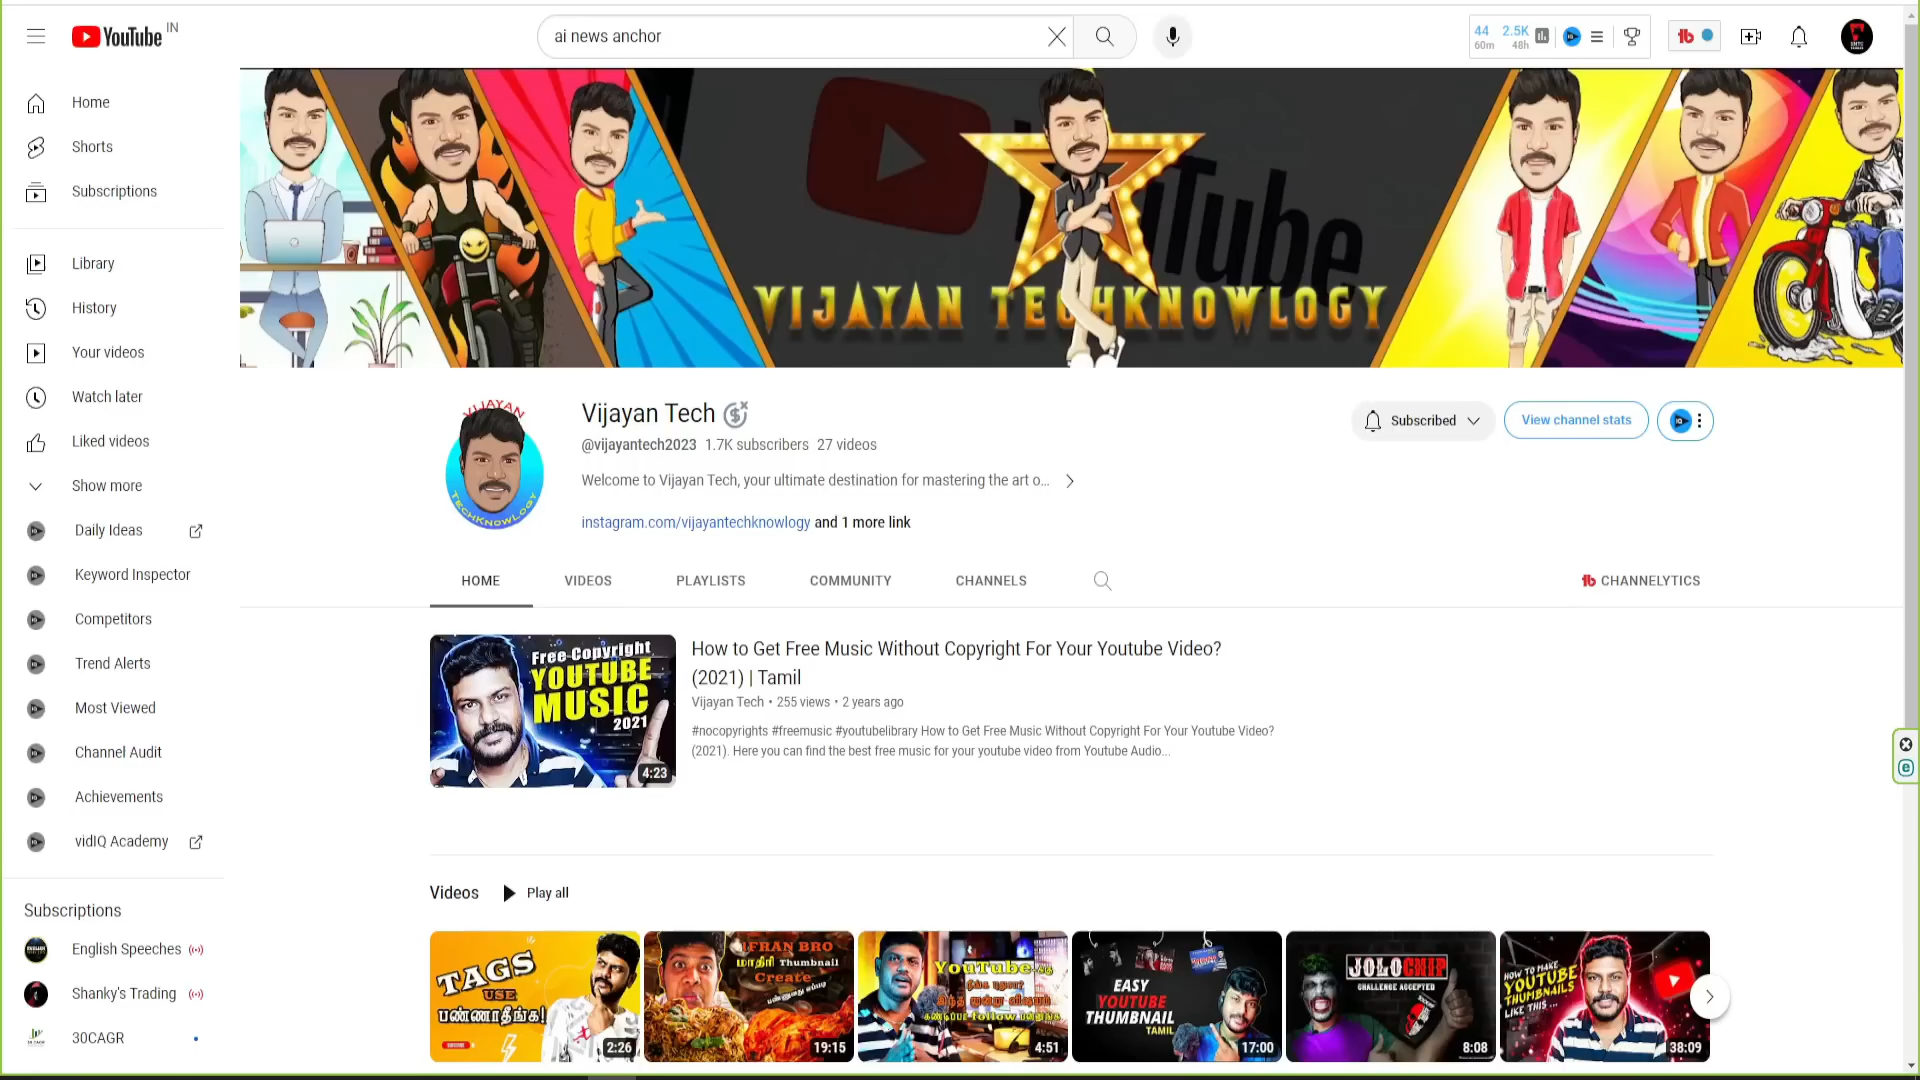 YouTube IN
ai news anchor
44
60m
2.5K
48h
Home
Shorts
Subscriptions
Library
History
Your videos
Watch later
Liked videos
Show more
Daily Ideas
Keyword Inspector
Competitors
Trend Alerts
Most Viewed
Channel Audit
Achievements
vidIQ Academy
Subscriptions
English Speeches
Shanky's Trading
30CAGR
YouTube
VIJAYAN TECHKNOWLOGY
VIJAYAN
TECHKNOWLOGY
Vijayan Tech
@vijayantech2023 1.7K subscribers 27 videos
Welcome to Vijayan Tech, your ultimate destination for mastering the art o...
instagram.com/vijayantechknowlogy and 1 more link
Subscribed
View channel stats
HOME
VIDEOS
PLAYLISTS
COMMUNITY
CHANNELS
CHANNELYTICS
Free Copyright
YOUTUBE
MUSIC
2021
4:23
How to Get Free Music Without Copyright For Your Youtube Video?
(2021) | Tamil
Vijayan Tech • 255 views • 2 years ago
#nocopyrights #freemusic #youtubelibrary How to Get Free Music Without Copyright For Your Youtube Video?
(2021). Here you can find the best free music for your youtube video from Youtube Audio...
Videos
Play all
TAGS
USE
பண்ணாதீங்க!
2:26
IFRAN BRO
மாதிரி Thumbnail
Create
பண்ணுவது எப்படி
19:15
YouTube
follow
4:51
EASY
YOUTUBE
THUMBNAIL
TAMIL
17:00
JOLOCHIP
CHALLENGE ACCEPTED
8:08
HOW TO MAKE
YOUTUBE
THUMBNAILS
LIKE THIS ...
38:09